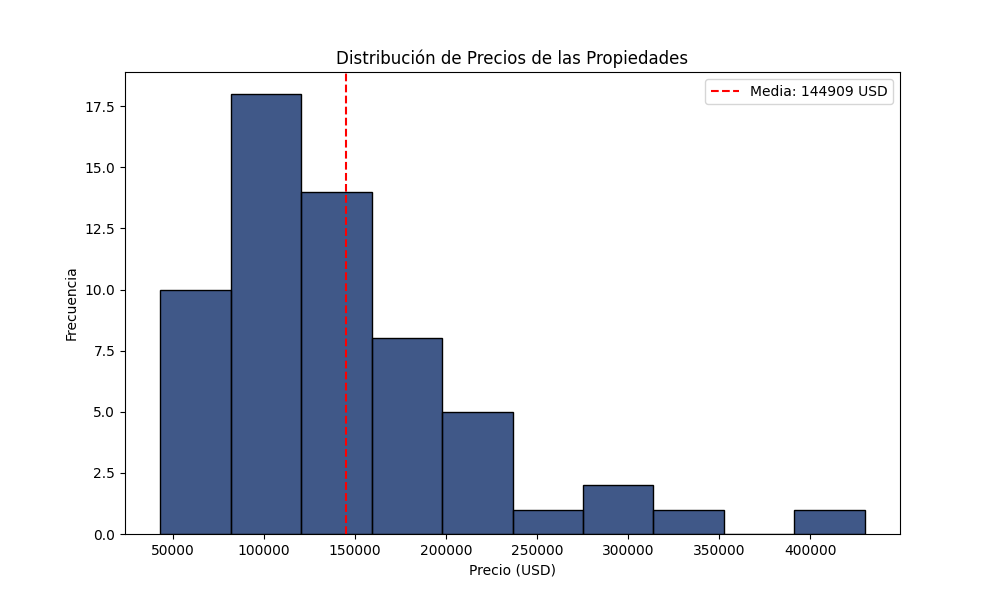 Distribución de Precios de las Propiedades
Media: 144909 USD
Frecuencia
17.5
15.0
12.5
10.0
7.5
5.0
2.5
0.0
50000 100000 150000 200000 250000 300000 350000 400000
Precio (USD)